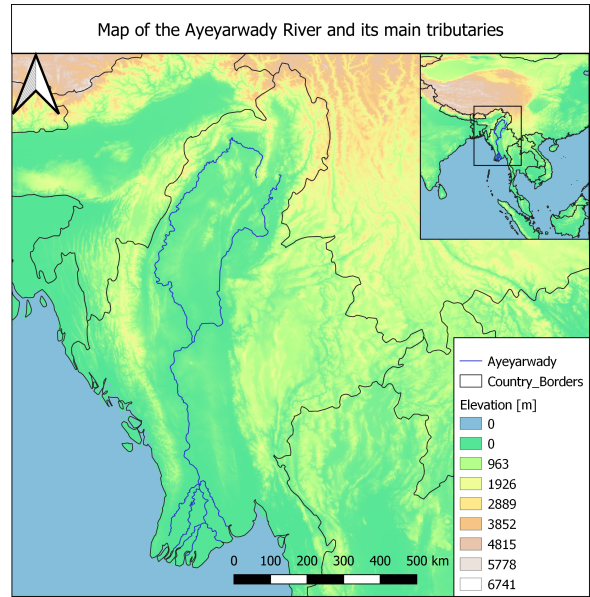 Map of the Ayeyarwady River and its main tributaries
Ayeyarwady
Country_Borders
Elevation [m]
0
0
963
1926
2889
3852
4815
5778
6741
0 100 200 300 400 500 km